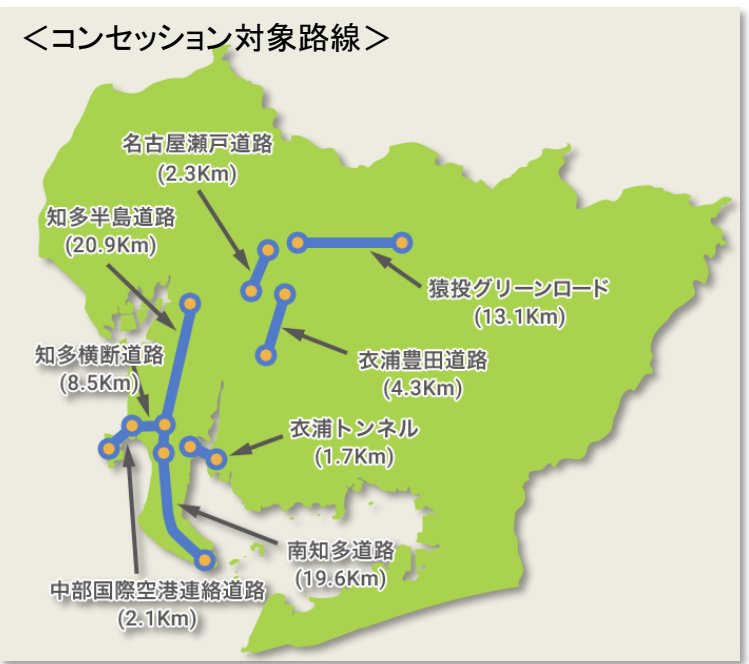 ＜コンセッション対象路線＞
名古屋瀬戸道路
(2.3Km)
知多半島道路
(20.9Km)
猿投グリーンロード
(13.1Km)
知多横断道路
(8.5Km)
衣浦豊田道路
(4.3Km)
衣浦トンネル
(1.7Km)
南知多道路
(19.6Km)
中部国際空港連絡道路
(2.1Km)